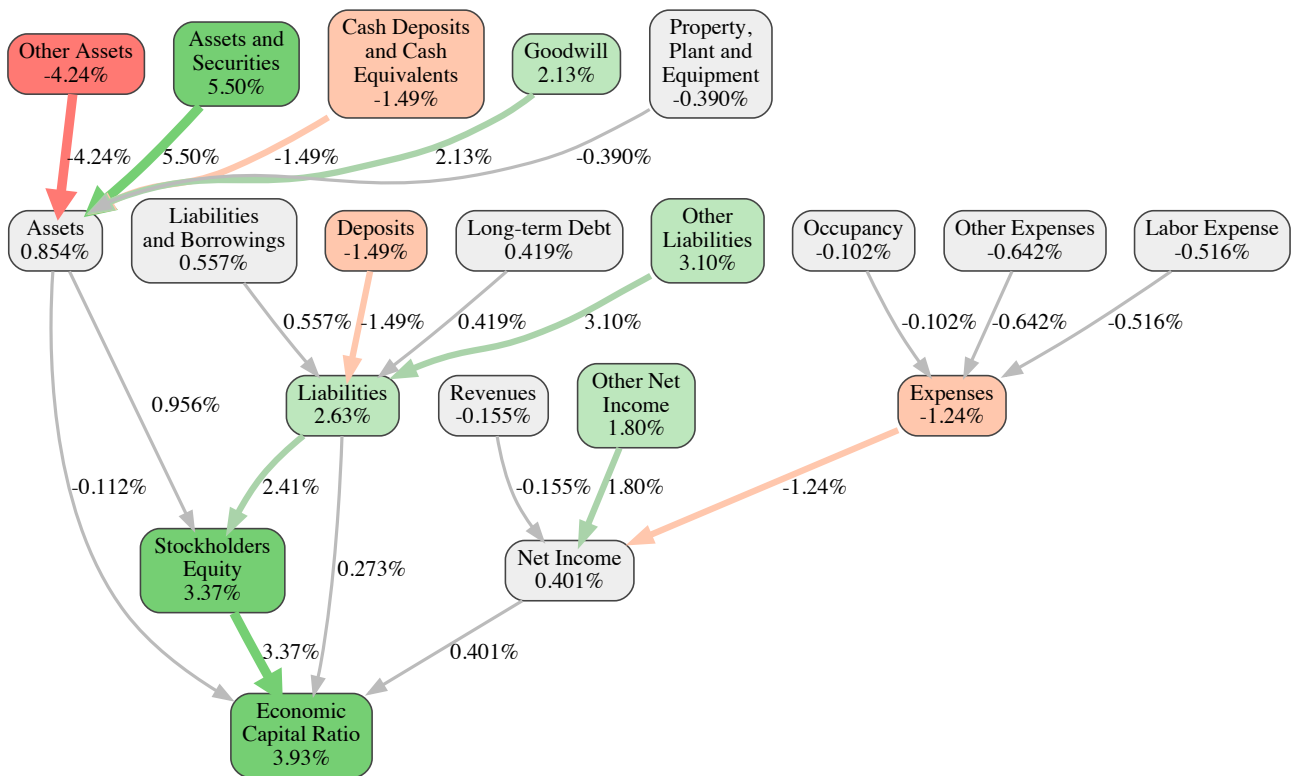 Other Assets
-4.24%
Assets and
Securities
5.50%
Cash Deposits
and Cash
Equivalents
-1.49%
Goodwill
2.13%
Property,
Plant and
Equipment
-0.390%
-4.24%
5.50%
-1.49%
2.13%
-0.390%
Assets
0.854%
Liabilities
and Borrowings
0.557%
Deposits
-1.49%
Long-term Debt
0.419%
Other
Liabilities
3.10%
Occupancy
-0.102%
Other Expenses
-0.642%
Labor Expense
-0.516%
0.557%
-1.49%
0.419%
3.10%
-0.102%
-0.642%
-0.516%
0.956%
Liabilities
2.63%
Revenues
-0.155%
Other Net
Income
1.80%
Expenses
-1.24%
-0.112%
2.41%
-0.155%
1.80%
-1.24%
Stockholders
Equity
3.37%
0.273%
Net Income
0.401%
3.37%
0.401%
Economic
Capital Ratio
3.93%